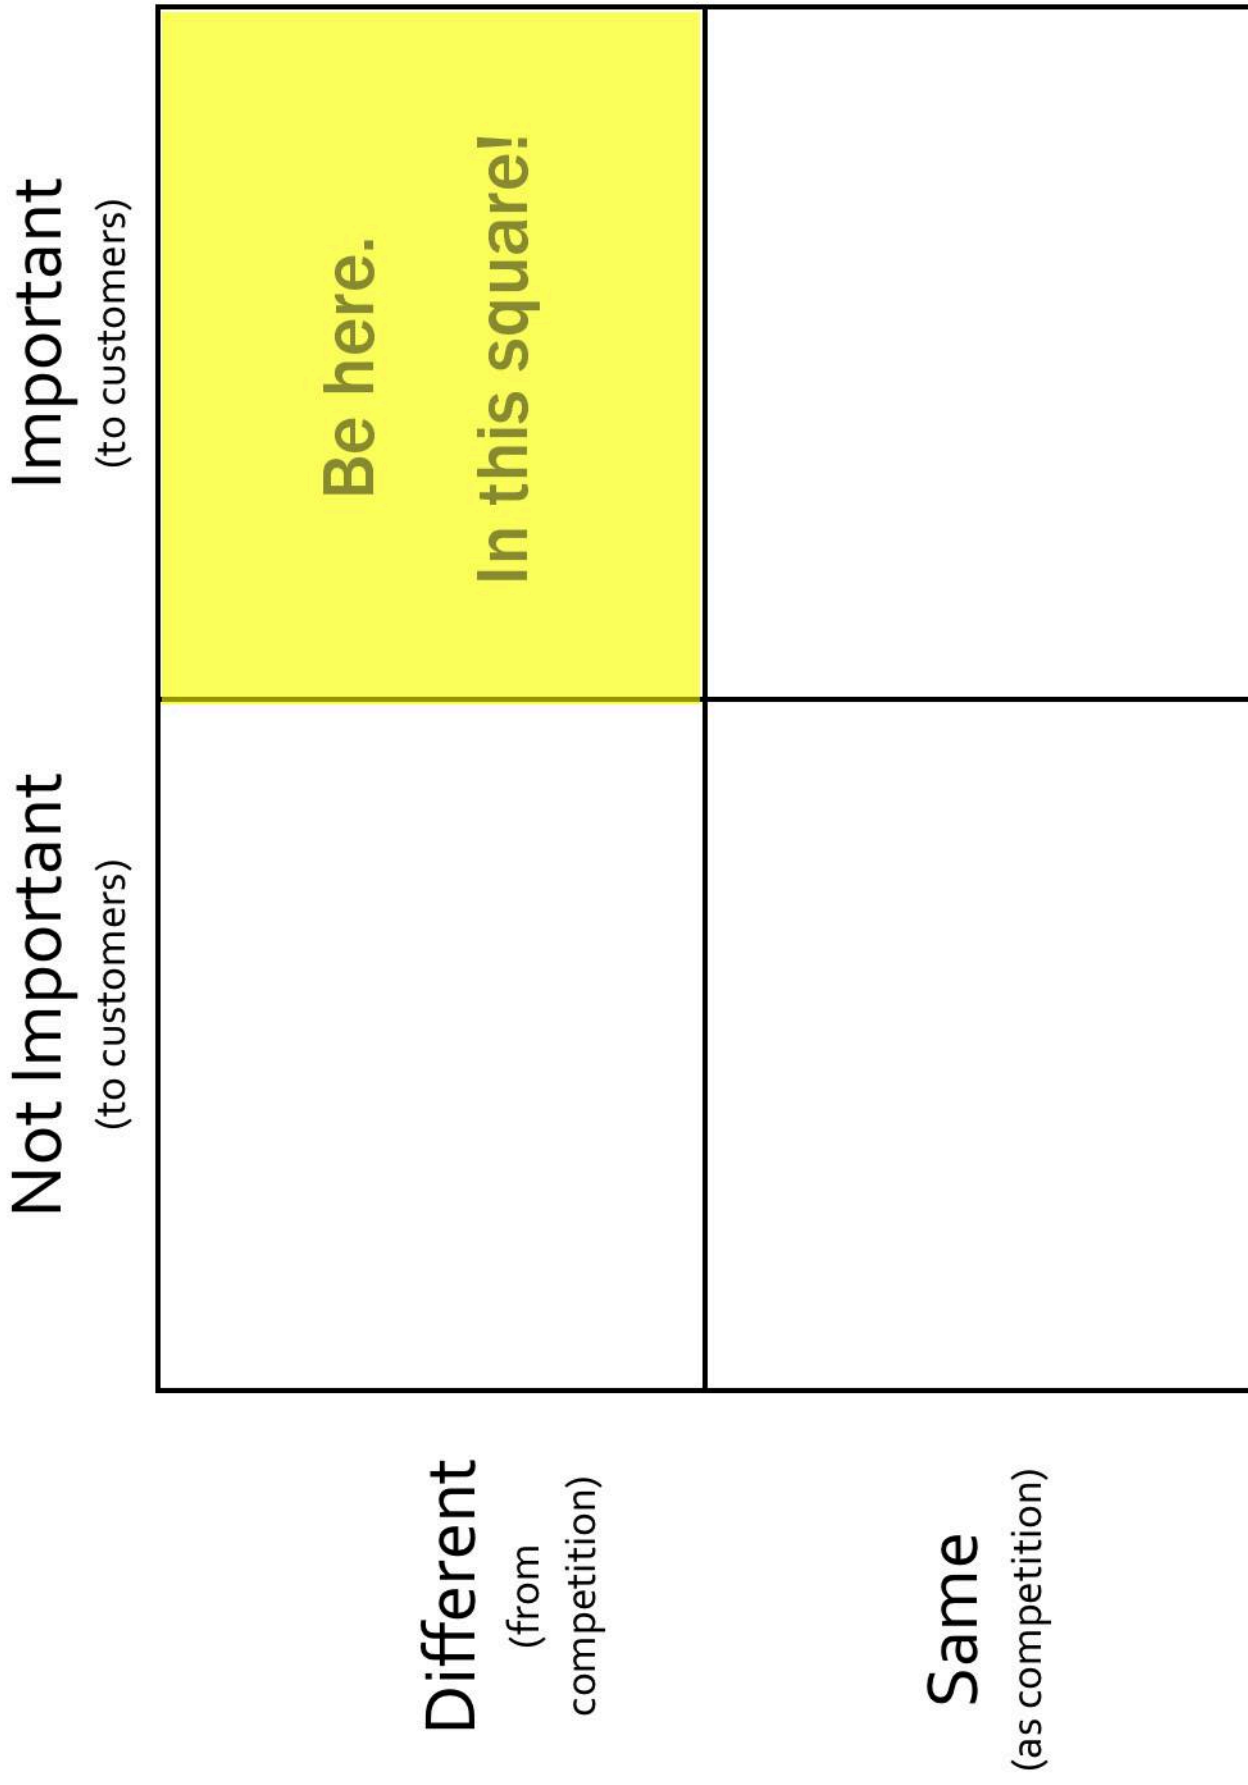 Not Important
(to customers)
Important
(to customers)
Different
(from
competition)
Be here.
In this square!
Same
(as competition)